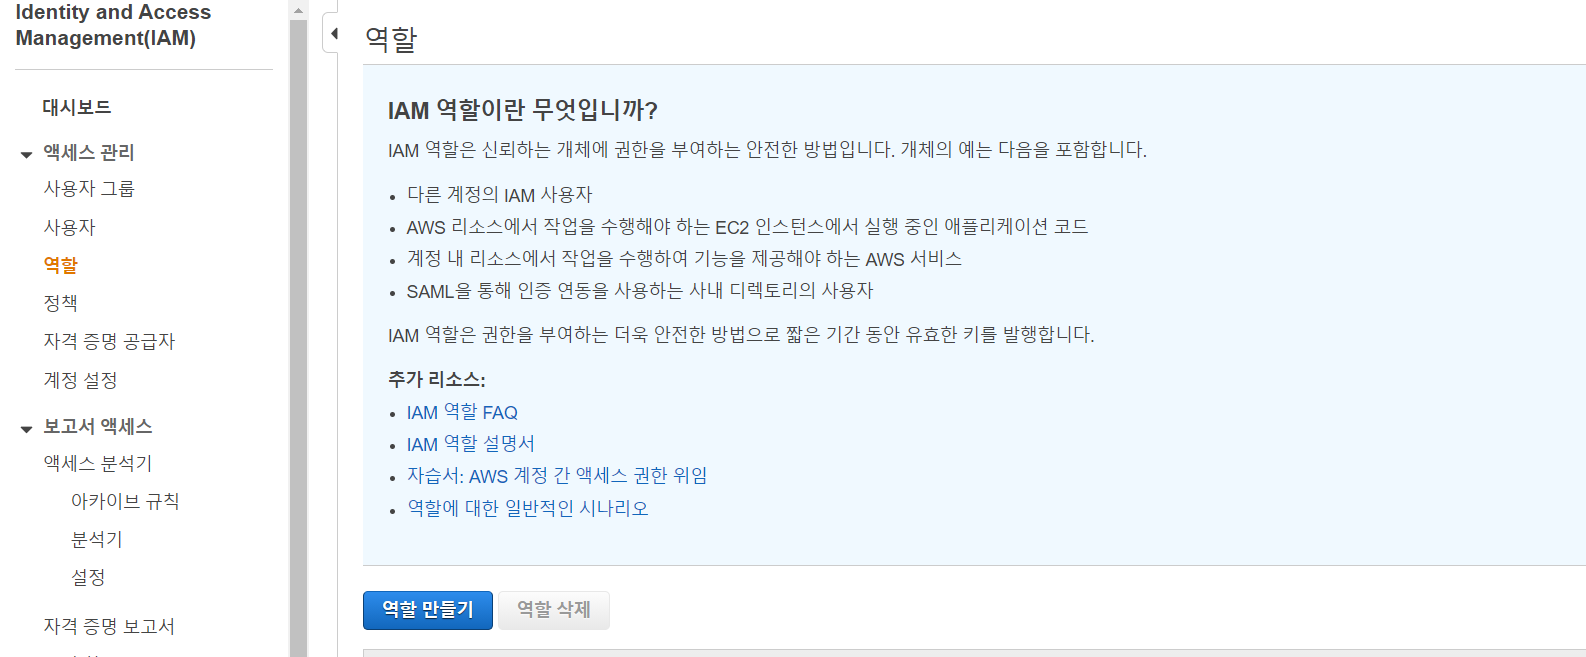 Identity and Access
Management(IAM)
대시보드
액세스 관리
사용자 그룹
사용자
역할
정책
자격 증명 공급자
계정 설정
보고서 액세스
액세스 분석기
아카이브 규칙
분석기
설정
자격 증명 보고서
역할
IAM 역할이란 무엇입니까?
IAM 역할은 신뢰하는 개체에 권한을 부여하는 안전한 방법입니다. 개체의 예는 다음을 포함합니다.
다른 계정의 IAM 사용자
AWS 리소스에서 작업을 수행해야 하는 EC2 인스턴스에서 실행 중인 애플리케이션 코드
계정 내 리소스에서 작업을 수행하여 기능을 제공해야 하는 AWS 서비스
SAML을 통해 인증 연동을 사용하는 사내 디렉토리의 사용자
IAM 역할은 권한을 부여하는 더욱 안전한 방법으로 짧은 기간 동안 유효한 키를 발행합니다.
추가 리소스:
IAM 역할 FAQ
IAM 역할 설명서
자습서: AWS 계정 간 액세스 권한 위임
역할에 대한 일반적인 시나리오
역할 만들기
역할 삭제